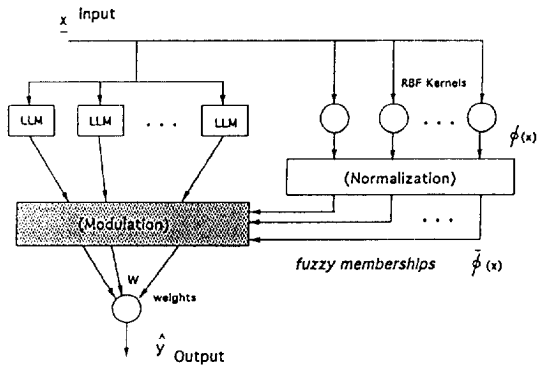 x Input
RBF Kernels
LLM LLM . . . LLM
. . .
ϕ(x)
(Normalization)
(Modulation)
. . .
fuzzy memberships
ϕ̄(x)
W
weights
ŷ Output